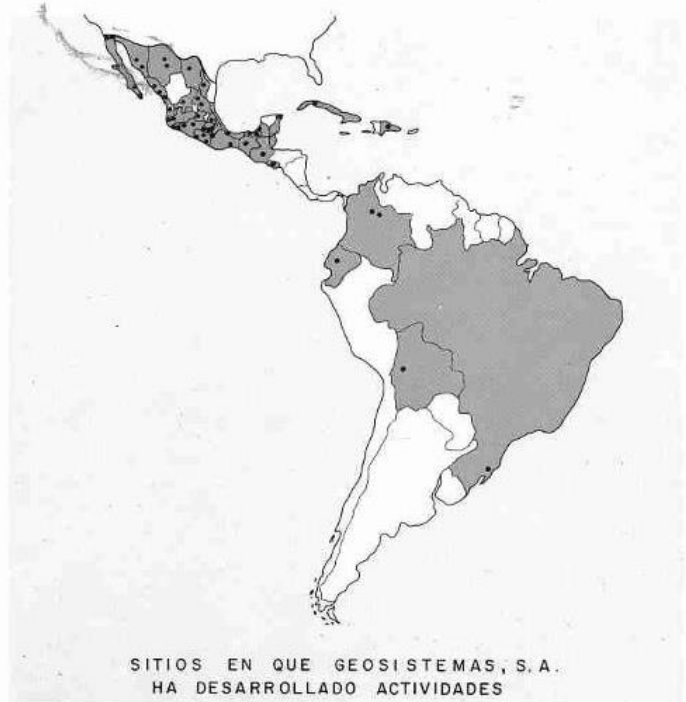 SITIOS EN QUE GEOSISTEMAS, S.A.
HA DESARROLLADO ACTIVIDADES